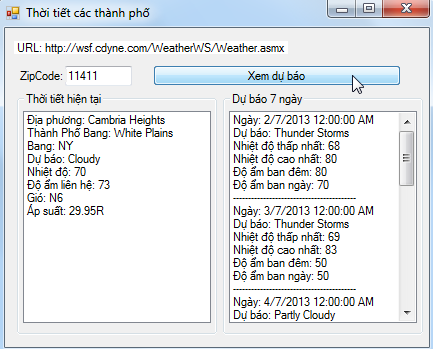 Thời tiết các thành phố
URL: http://wsf.cdyne.com/WeatherWS/Weather.asmx
ZipCode: 11411 Xem dự báo
Thời tiết hiện tại
Địa phương: Cambria Heights
Thành Phố Bang: White Plains
Bang: NY
Dự báo: Cloudy
Nhiệt độ: 70
Độ ẩm liên hệ: 73
Gió: N6
Áp suất: 29.95R
Dự báo 7 ngày
Ngày: 2/7/2013 12:00:00 AM
Dự báo: Thunder Storms
Nhiệt độ thấp nhất: 68
Nhiệt độ cao nhất: 80
Độ ẩm ban đêm: 80
Độ ẩm ban ngày: 70
----------------------------------------
Ngày: 3/7/2013 12:00:00 AM
Dự báo: Thunder Storms
Nhiệt độ thấp nhất: 69
Nhiệt độ cao nhất: 83
Độ ẩm ban đêm: 50
Độ ẩm ban ngày: 50
----------------------------------------
Ngày: 4/7/2013 12:00:00 AM
Dự báo: Partly Cloudy